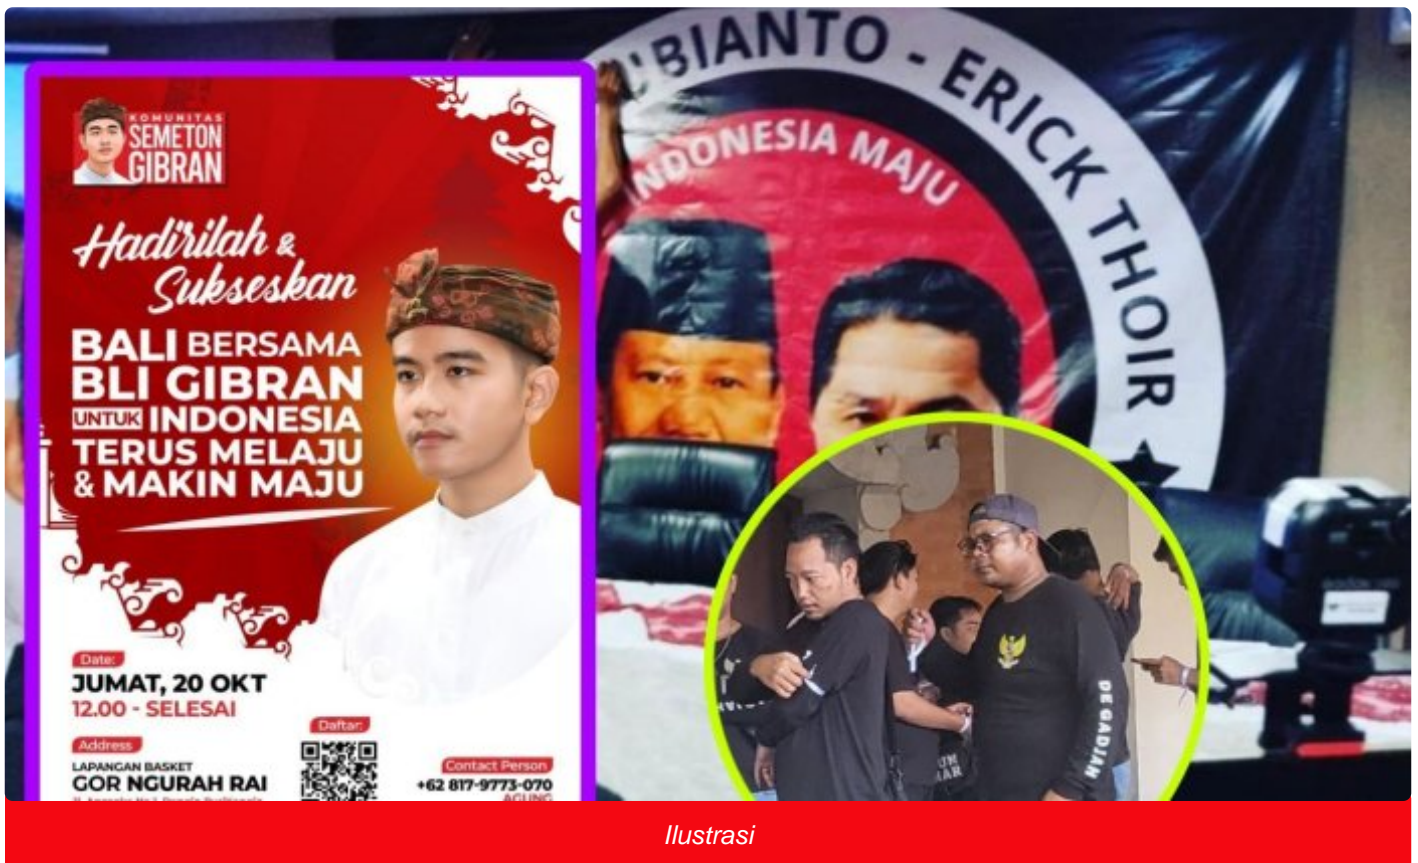 KOMUNITAS
SEMETON
GIBRAN
Hadirilah &
Sukseskan
BALI BERSAMA
BLI GIBRAN
UNTUK INDONESIA
TERUS MELAJU
& MAKIN MAJU
Date:
JUMAT, 20 OKT
12.00 - SELESAI
Address
LAPANGAN BASKET
GOR NGURAH RAI
Daftar:
Contact Person
+62 817-9773-070
AGUNG
BIANTO - ERICK THOIR
INDONESIA MAJU
DE GADJAH
Ilustrasi